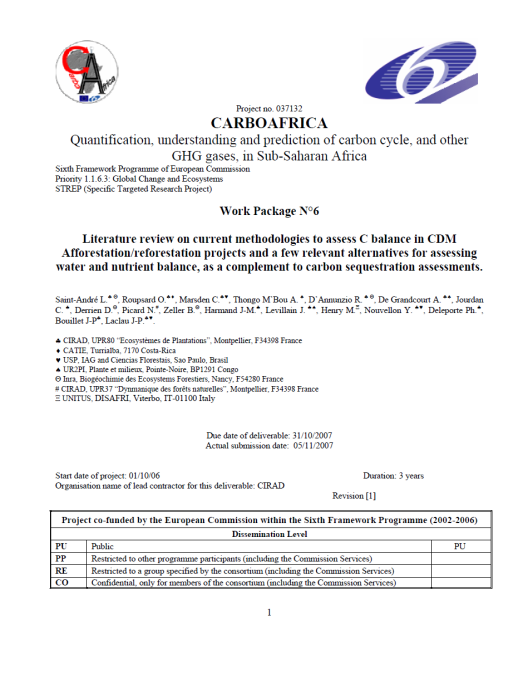 Project no. 037132
CARBOAFRICA
Quantification, understanding and prediction of carbon cycle, and other
GHG gases, in Sub-Saharan Africa
Sixth Framework Programme of European Commission
Priority 1.1.6.3: Global Change and Ecosystems
STREP (Specific Targeted Research Project)
Work Package N°6
Literature review on current methodologies to assess C balance in CDM
Afforestation/reforestation projects and a few relevant alternatives for assessing
water and nutrient balance, as a complement to carbon sequestration assessments.
Saint-André L.♣ Θ, Roupsard O.♣♦, Marsden C.♣♥, Thongo M'Bou A. ♠, D'Annunzio R. ♣ Θ, De Grandcourt A. ♣♠, Jourdan
C. ♣, Derrien D.Θ, Picard N.#, Zeller B.Θ, Harmand J-M.♣, Levillain J. ♣♠, Henry M.Ξ, Nouvellon Y. ♣♥, Deleporte Ph.♣,
Bouillet J-P♣, Laclau J-P.♣♥.
♣ CIRAD, UPR80 "Ecosystèmes de Plantations", Montpellier, F34398 France
♦ CATIE, Turrialba, 7170 Costa-Rica
♥ USP, IAG and Ciencias Florestais, Sao Paulo, Brasil
♠ UR2PI, Plante et milieux, Pointe-Noire, BP1291 Congo
Θ Inra, Biogéochimie des Ecosystems Forestiers, Nancy, F54280 France
# CIRAD, UPR37 "Dynmanique des forêts naturelles", Montpellier, F34398 France
Ξ UNITUS, DISAFRI, Viterbo, IT-01100 Italy
Due date of deliverable: 31/10/2007
Actual submission date: 05/11/2007
Start date of project: 01/10/06 Duration: 3 years
Organisation name of lead contractor for this deliverable: CIRAD
Revision [1]
Project co-funded by the European Commission within the Sixth Framework Programme (2002-2006)
Dissemination Level
PU Public PU
PP Restricted to other programme participants (including the Commission Services)
RE Restricted to a group specified by the consortium (including the Commission Services)
CO Confidential, only for members of the consortium (including the Commission Services)
1